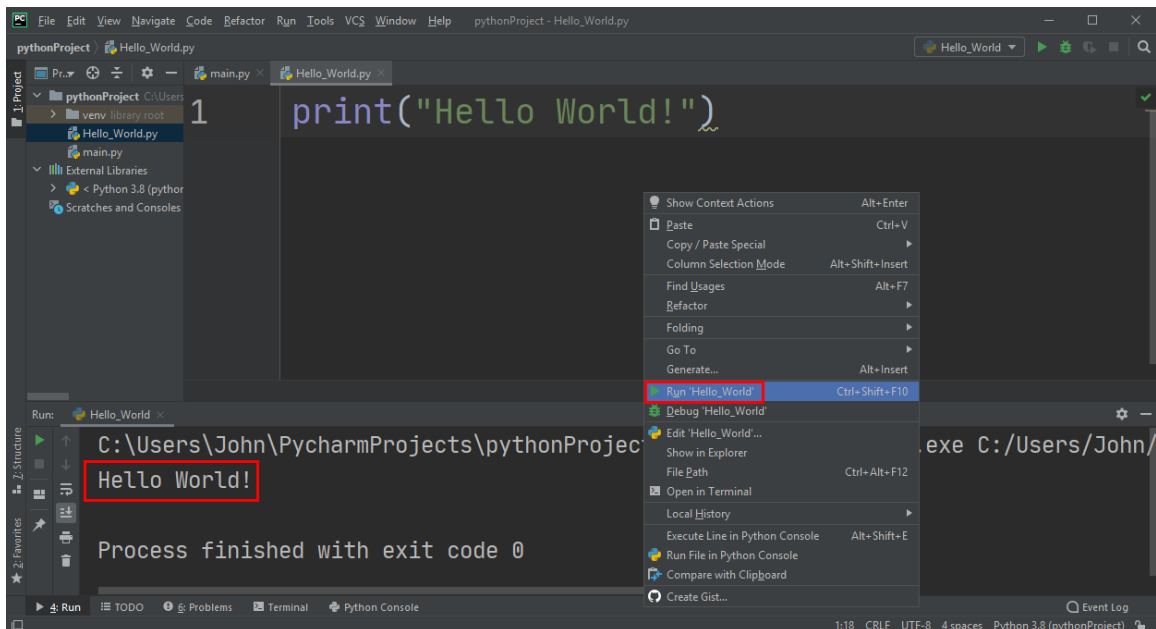 PC File Edit View Navigate Code Refactor Run Tools VCS Window Help pythonProject - Hello_World.py
pythonProject Hello_World.py Hello_World
1: Project Pr... main.py Hello_World.py
pythonProject C:\Users
venv library root
Hello_World.py
main.py
External Libraries
< Python 3.8 (python
Scratches and Consoles
1 print("Hello World!")
Show Context Actions Alt+Enter
Paste Ctrl+V
Copy / Paste Special
Column Selection Mode Alt+Shift+Insert
Find Usages Alt+F7
Refactor
Folding
Go To
Generate... Alt+Insert
Run 'Hello_World' Ctrl+Shift+F10
Debug 'Hello_World'
Edit 'Hello_World'...
Show in Explorer
File Path Ctrl+Alt+F12
Open in Terminal
Local History
Execute Line in Python Console Alt+Shift+E
Run File in Python Console
Compare with Clipboard
Create Gist...
Run: Hello_World
C:\Users\John\PycharmProjects\pythonProjec .exe C:/Users/John/
Hello World!
Process finished with exit code 0
Z: Structure
2: Favorites
4: Run TODO 6: Problems Terminal Python Console Event Log
1:18 CRLF UTF-8 4 spaces Python 3.8 (pythonProject)